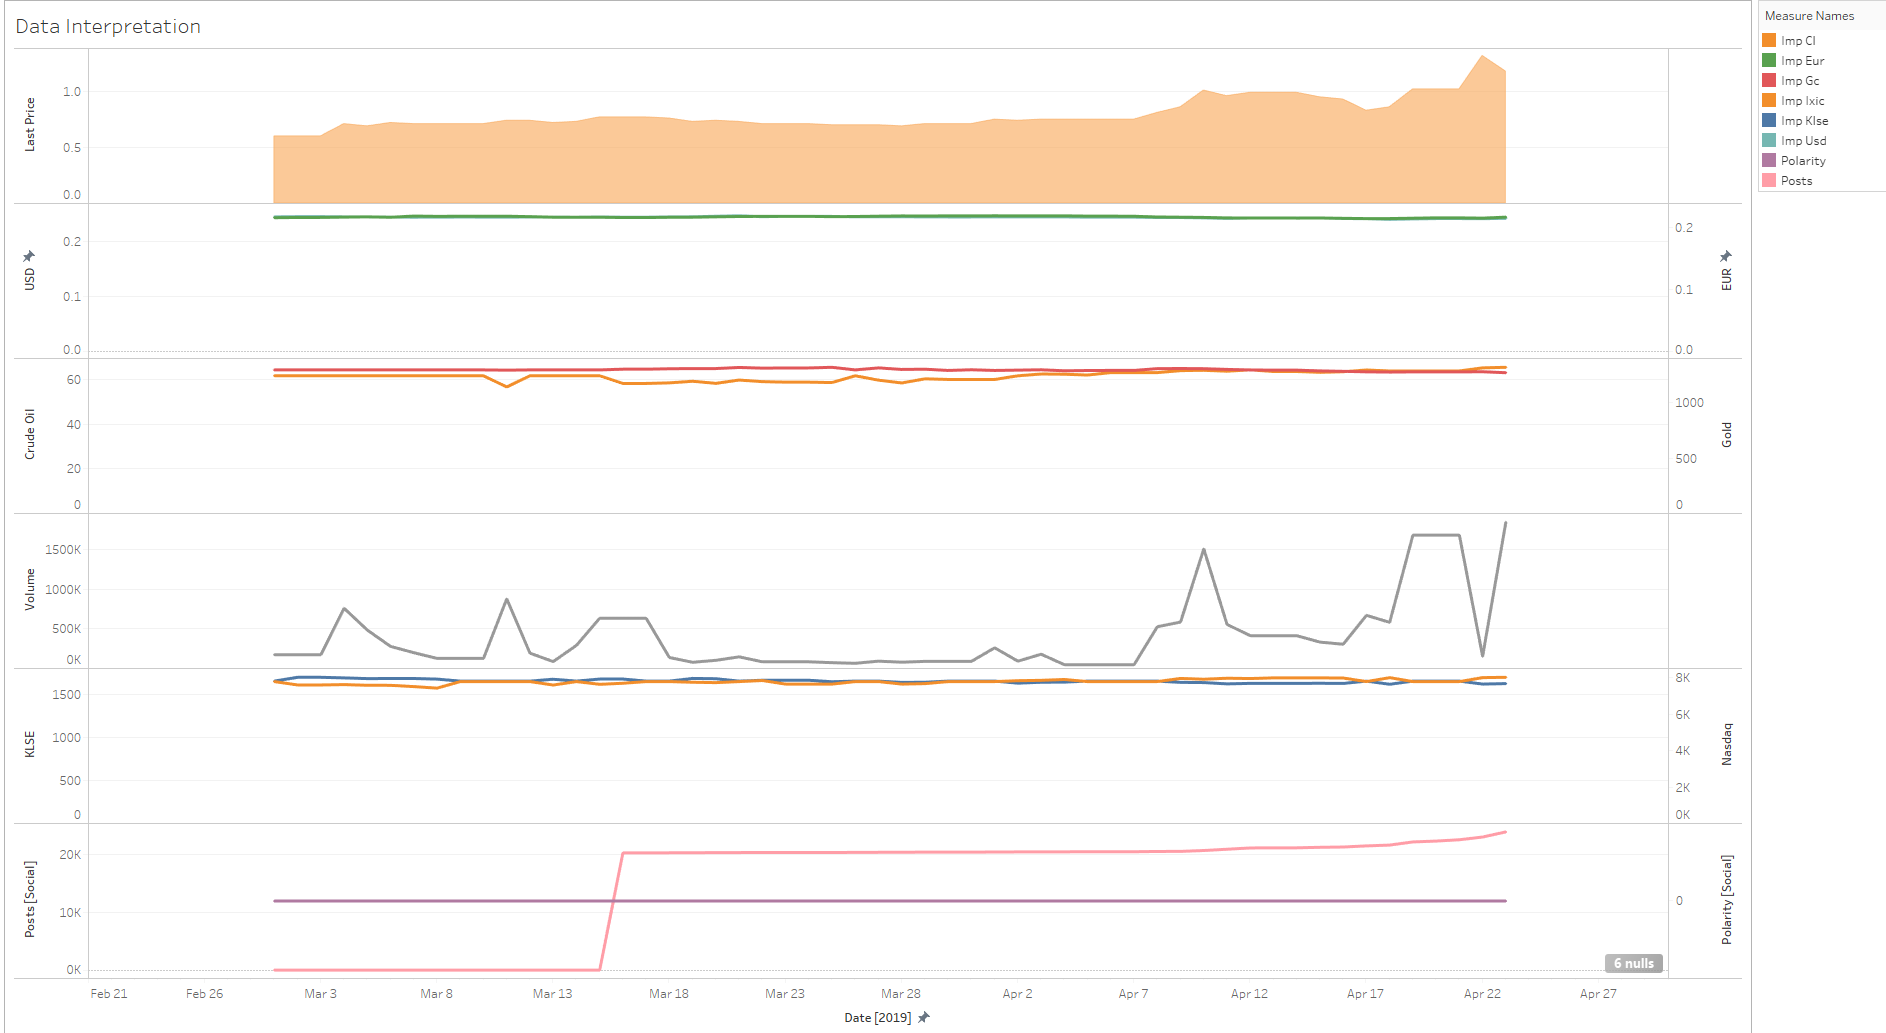 Data Interpretation
Last Price
1.0
0.5
0.0
USD
0.2
0.1
0.0
0.2
0.1
0.0
EUR
Crude Oil
60
40
20
0
1000
500
0
Gold
Volume
1500K
1000K
500K
0K
KLSE
1500
1000
500
0
8K
6K
4K
2K
0K
Nasdaq
Posts [Social]
20K
10K
0K
0
Polarity [Social]
6 nulls
Feb 21 Feb 26 Mar 3 Mar 8 Mar 13 Mar 18 Mar 23 Mar 28 Apr 2 Apr 7 Apr 12 Apr 17 Apr 22 Apr 27
Date [2019]
Measure Names
Imp Cl
Imp Eur
Imp Gc
Imp Ixic
Imp Klse
Imp Usd
Polarity
Posts